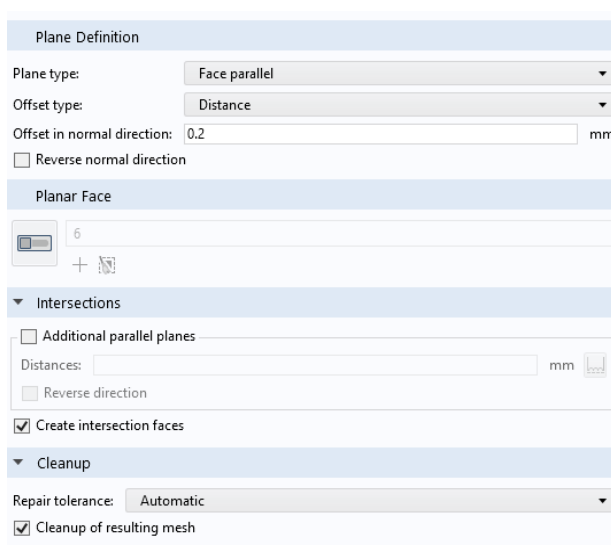 Plane Definition
Plane type: Face parallel
Offset type: Distance
Offset in normal direction: 0.2 mm
Reverse normal direction
Planar Face
6
Intersections
Additional parallel planes
Distances: mm
Reverse direction
Create intersection faces
Cleanup
Repair tolerance: Automatic
Cleanup of resulting mesh